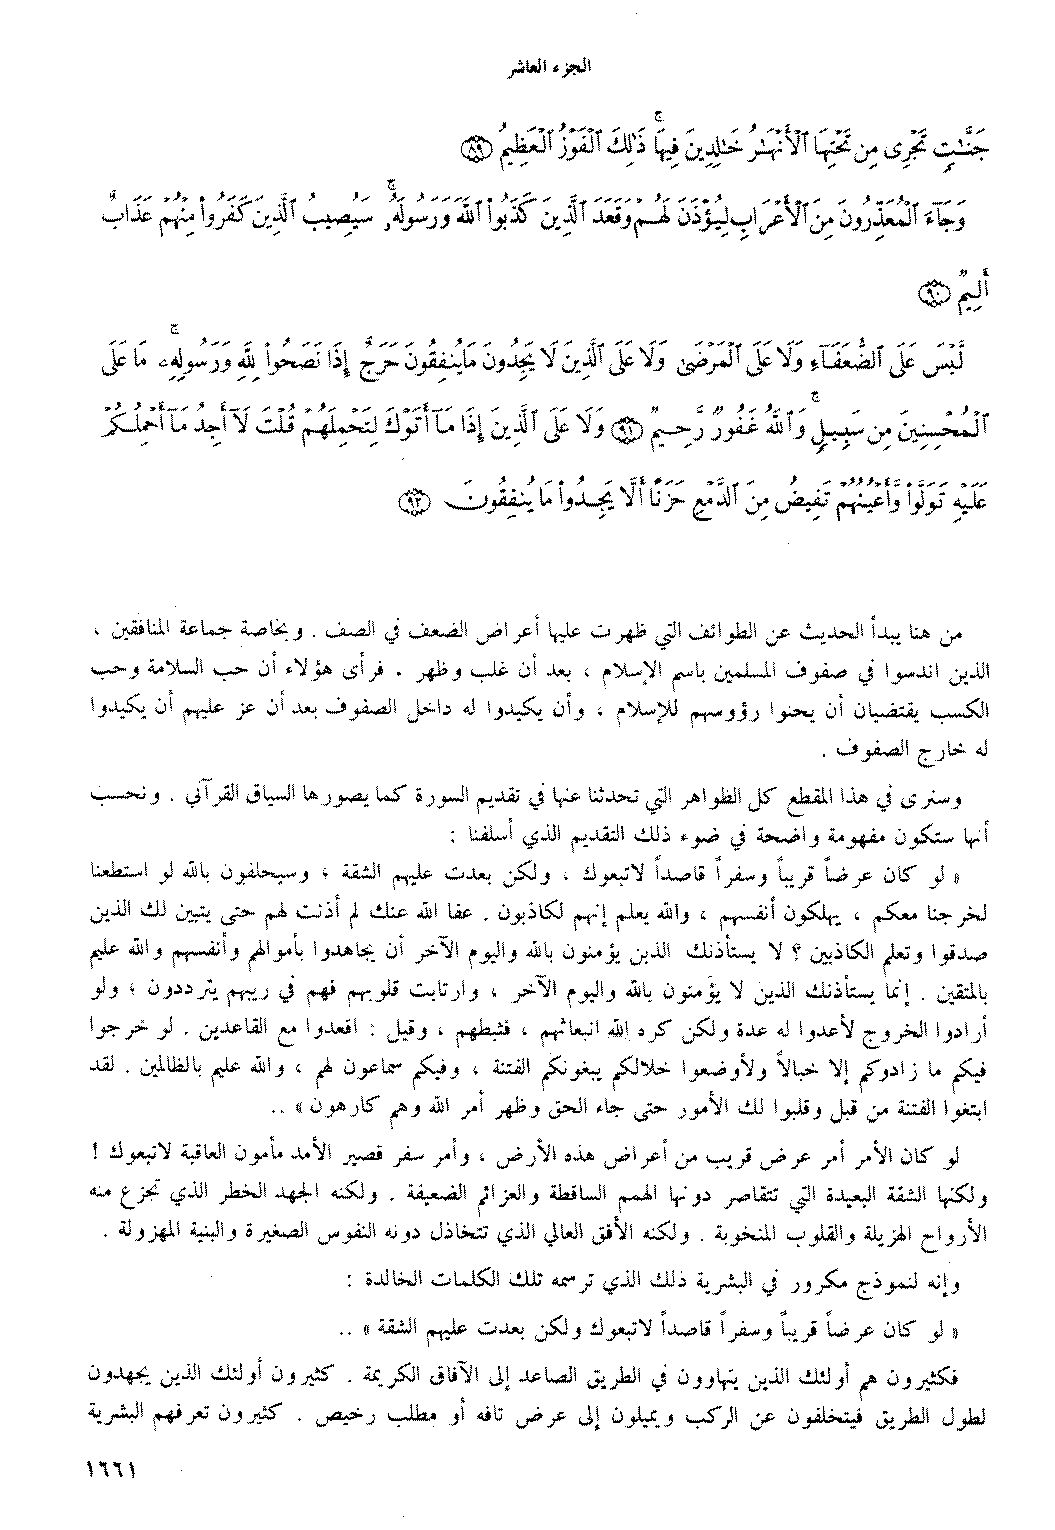 الجزء العاشر
جَنَّٰتٍ تَجْرِى مِن تَحْتِهَا ٱلْأَنْهَٰرُ خَٰلِدِينَ فِيهَا ۚ ذَٰلِكَ ٱلْفَوْزُ ٱلْعَظِيمُ ﴿٨٩﴾
وَجَآءَ ٱلْمُعَذِّرُونَ مِنَ ٱلْأَعْرَابِ لِيُؤْذَنَ لَهُمْ وَقَعَدَ ٱلَّذِينَ كَذَبُوا۟ ٱللَّهَ وَرَسُولَهُۥ ۚ سَيُصِيبُ ٱلَّذِينَ كَفَرُوا۟ مِنْهُمْ عَذَابٌ
أَلِيمٌ ﴿٩٠﴾
لَّيْسَ عَلَى ٱلضُّعَفَآءِ وَلَا عَلَى ٱلْمَرْضَىٰ وَلَا عَلَى ٱلَّذِينَ لَا يَجِدُونَ مَا يُنفِقُونَ حَرَجٌ إِذَا نَصَحُوا۟ لِلَّهِ وَرَسُولِهِۦ ۚ مَا عَلَى
ٱلْمُحْسِنِينَ مِن سَبِيلٍ ۚ وَٱللَّهُ غَفُورٌ رَّحِيمٌ ﴿٩١﴾ وَلَا عَلَى ٱلَّذِينَ إِذَا مَآ أَتَوْكَ لِتَحْمِلَهُمْ قُلْتَ لَآ أَجِدُ مَآ أَحْمِلُكُمْ
عَلَيْهِ تَوَلَّوا۟ وَّأَعْيُنُهُمْ تَفِيضُ مِنَ ٱلدَّمْعِ حَزَنًا أَلَّا يَجِدُوا۟ مَا يُنفِقُونَ ﴿٩٢﴾
من هنا يبدأ الحديث عن الطوائف التي ظهرت عليها أعراض الضعف في الصف . وبخاصة جماعة المنافقين ،
الذين اندسوا في صفوف المسلمين باسم الإسلام ، بعد أن غلب وظهر . فرأى هؤلاء أن حب السلامة وحب
الكسب يقتضيان أن يحنوا رؤوسهم للإسلام ، وأن يكيدوا له داخل الصفوف بعد أن عز عليهم أن يكيدوا
له خارج الصفوف .
وسنرى في هذا المقطع كل الظواهر التي تحدثنا عنها في تقديم السورة كما يصورها السياق القرآني . ونحسب
أنها ستكون مفهومة واضحة في ضوء ذلك التقديم الذي أسلفنا :
« لو كان عرضاً قريباً وسفراً قاصداً لاتبعوك ، ولكن بعدت عليهم الشقة ؛ وسيحلفون بالله لو استطعنا
لخرجنا معكم ، يهلكون أنفسهم ، والله يعلم إنهم لكاذبون . عفا الله عنك لم أذنت لهم حتى يتبين لك الذين
صدقوا وتعلم الكاذبين ؟ لا يستأذنك الذين يؤمنون بالله واليوم الآخر أن يجاهدوا بأموالهم وأنفسهم والله عليم
بالمتقين . إنما يستأذنك الذين لا يؤمنون بالله واليوم الآخر ، وارتابت قلوبهم فهم في ريبهم يترددون ؛ ولو
أرادوا الخروج لأعدوا له عدة ولكن كره الله انبعاثهم ، فثبطهم ، وقيل : اقعدوا مع القاعدين . لو خرجوا
فيكم ما زادوكم إلا خبالاً ولأوضعوا خلالكم يبغونكم الفتنة ، وفيكم سماعون لهم ، والله عليم بالظالمين . لقد
ابتغوا الفتنة من قبل وقلبوا لك الأمور حتى جاء الحق وظهر أمر الله وهم كارهون » ..
لو كان الأمر أمر عرض قريب من أعراض هذه الأرض ، وأمر سفر قصير الأمد مأمون العاقبة لاتبعوك !
ولكنها الشقة البعيدة التي تتقاصر دونها الهمم الساقطة والعزائم الضعيفة . ولكنه الجهد الخطر الذي تجزع منه
الأرواح الهزيلة والقلوب المنخوبة . ولكنه الأفق العالي الذي تتخاذل دونه النفوس الصغيرة والبنية المهزولة .
وإنه لنموذج مكرور في البشرية ذلك الذي ترسمه تلك الكلمات الخالدة :
« لو كان عرضاً قريباً وسفراً قاصداً لاتبعوك ولكن بعدت عليهم الشقة » ..
فكثيرون هم أولئك الذين يتهاوون في الطريق الصاعد إلى الآفاق الكريمة . كثيرون أولئك الذين يجهدون
لطول الطريق فيتخلفون عن الركب ويميلون إلى عرض تافه أو مطلب رخيص . كثيرون تعرفهم البشرية
١٦٦١